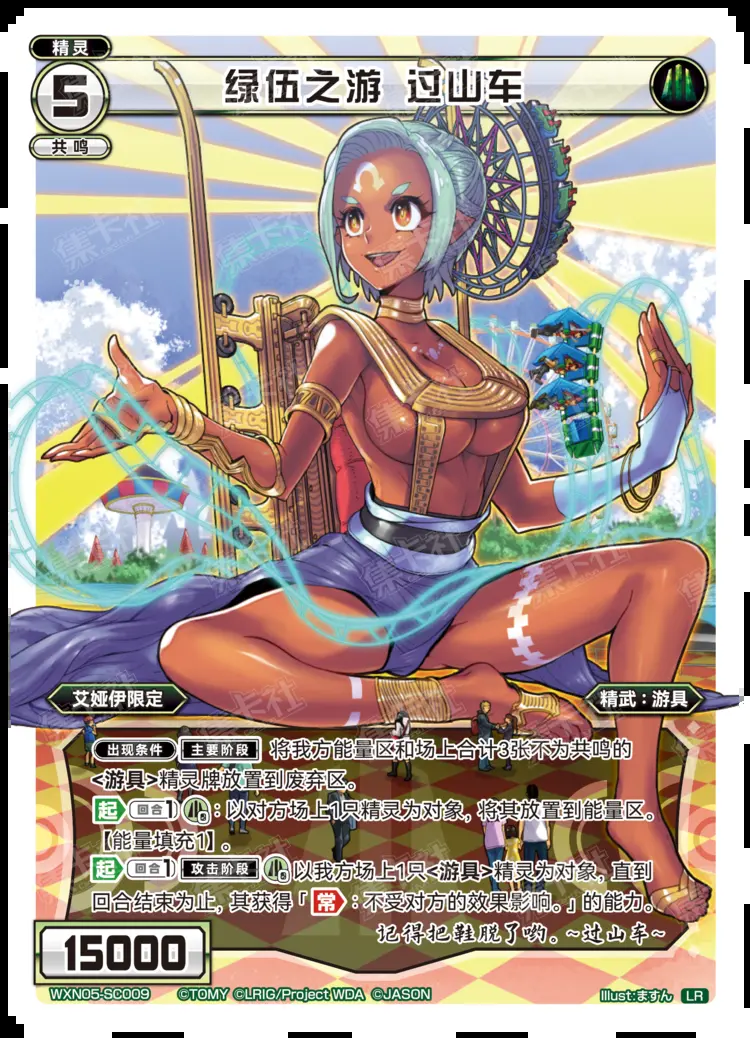 精灵
5
绿伍之游 过山车
共鸣
艾娅伊限定
精武:游具
出现条件 主要阶段 将我方能量区和场上合计3张不为共鸣的
<游具>精灵牌放置到废弃区。
起 回合1 :以对方场上1只精灵为对象,将其放置到能量区。
【能量填充1】。
起 回合1 攻击阶段 以我方场上1只<游具>精灵为对象,直到
回合结束为止,其获得「常:不受对方的效果影响。」的能力。
记得把鞋脱了哟。~过山车~
15000
WXN05-SC009 ©TOMY ©LRIG/Project WDA ©JASON
Illust:ますん LR
集卡社